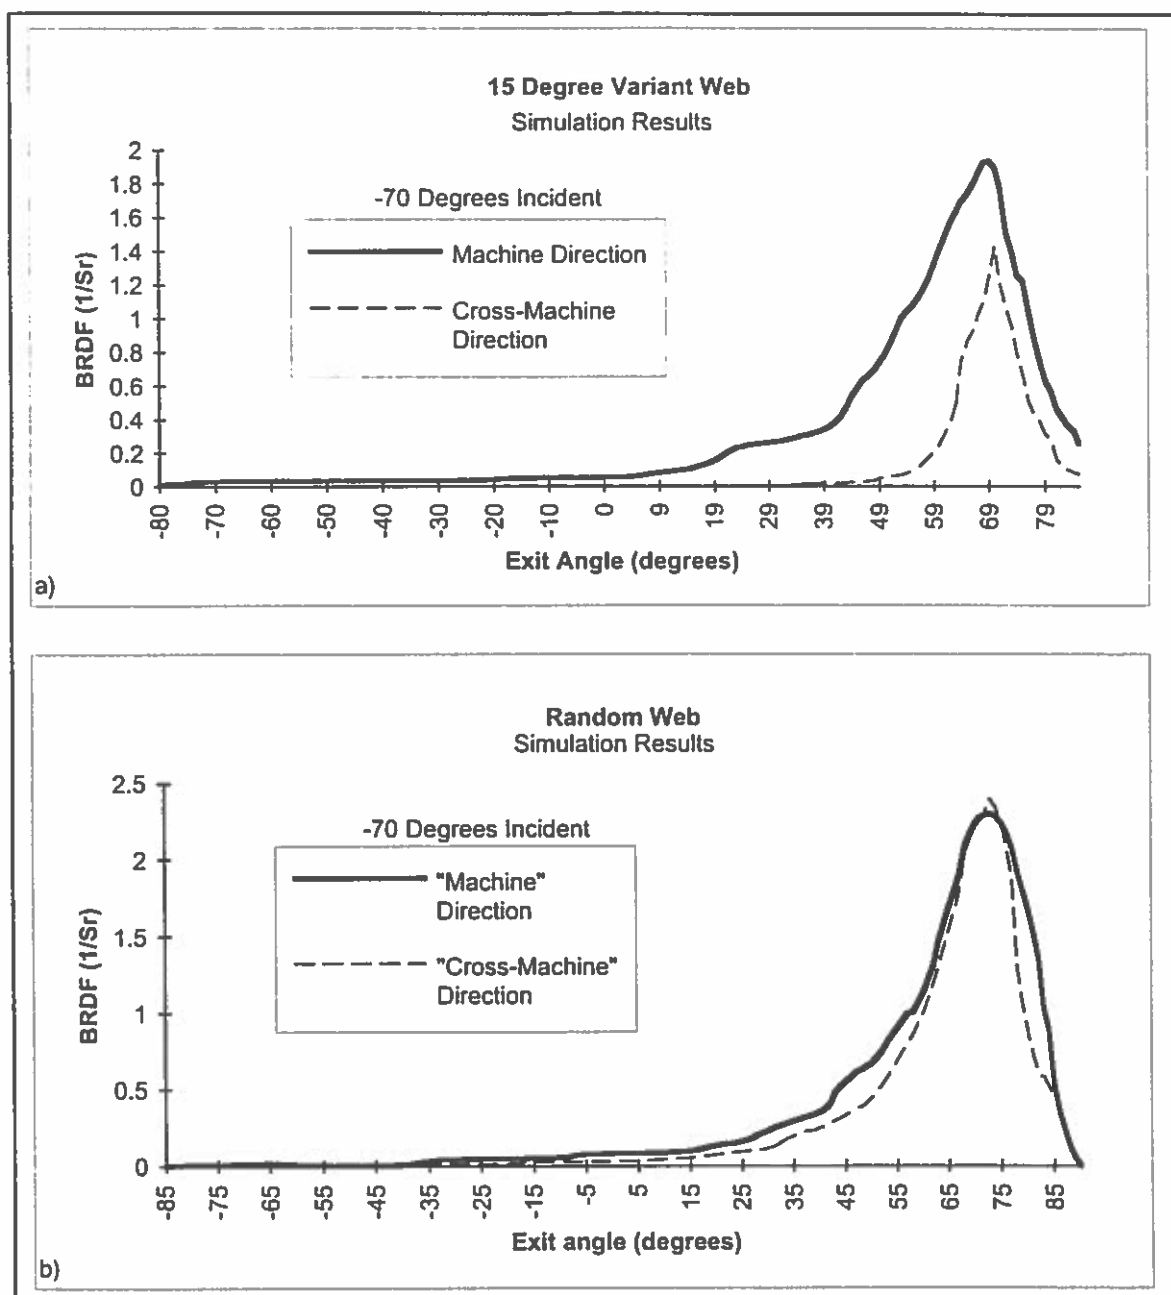 15 Degree Variant Web
Simulation Results
2
1.8
1.6
1.4
1.2
1
0.8
0.6
0.4
0.2
0
BRDF (1/Sr)
-70 Degrees Incident
Machine Direction
Cross-Machine
Direction
-80
-70
-60
-50
-40
-30
-20
-10
0
9
19
29
39
49
59
69
79
Exit Angle (degrees)
a)
Random Web
Simulation Results
2.5
2
1.5
1
0.5
0
BRDF (1/Sr)
-70 Degrees Incident
"Machine"
Direction
"Cross-Machine"
Direction
-85
-75
-65
-55
-45
-35
-25
-15
-5
5
15
25
35
45
55
65
75
85
Exit angle (degrees)
b)